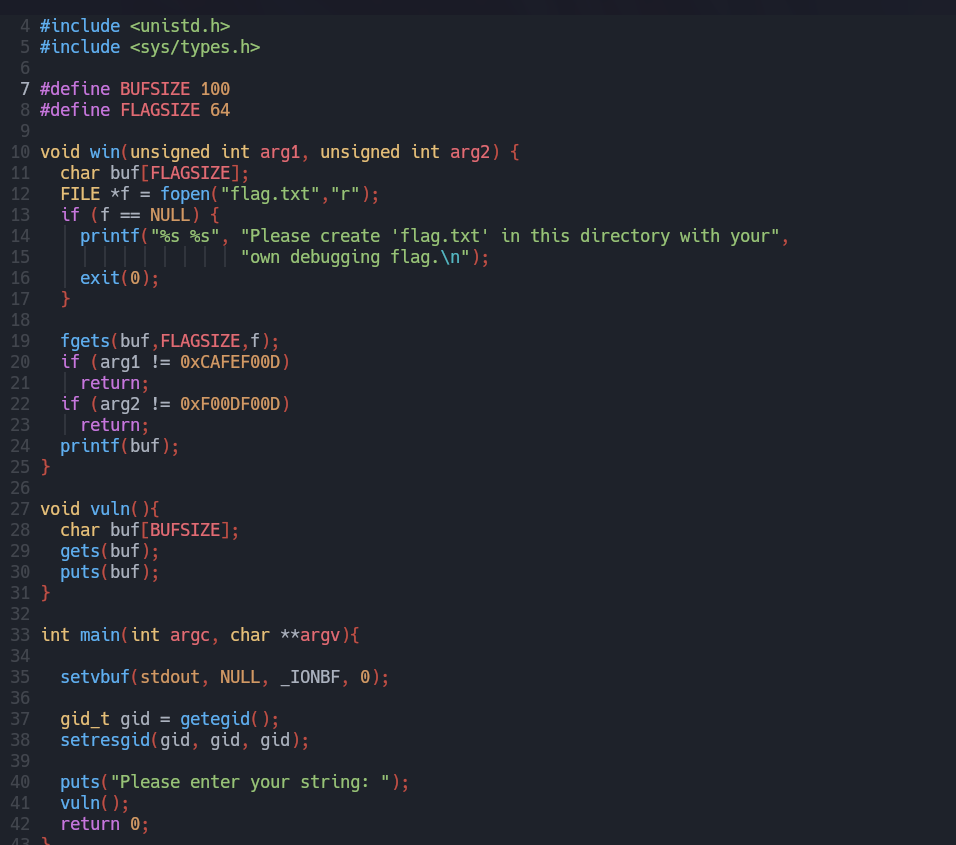 4 #include <unistd.h>
5 #include <sys/types.h>
6
7 #define BUFSIZE 100
8 #define FLAGSIZE 64
9
10 void win(unsigned int arg1, unsigned int arg2) {
11   char buf[FLAGSIZE];
12   FILE *f = fopen("flag.txt","r");
13   if (f == NULL) {
14     printf("%s %s", "Please create 'flag.txt' in this directory with your",
15                     "own debugging flag.\n");
16     exit(0);
17   }
18
19   fgets(buf,FLAGSIZE,f);
20   if (arg1 != 0xCAFEF00D)
21     return;
22   if (arg2 != 0xF00DF00D)
23     return;
24   printf(buf);
25 }
26
27 void vuln(){
28   char buf[BUFSIZE];
29   gets(buf);
30   puts(buf);
31 }
32
33 int main(int argc, char **argv){
34
35   setvbuf(stdout, NULL, _IONBF, 0);
36
37   gid_t gid = getegid();
38   setresgid(gid, gid, gid);
39
40   puts("Please enter your string: ");
41   vuln();
42   return 0;
43 }